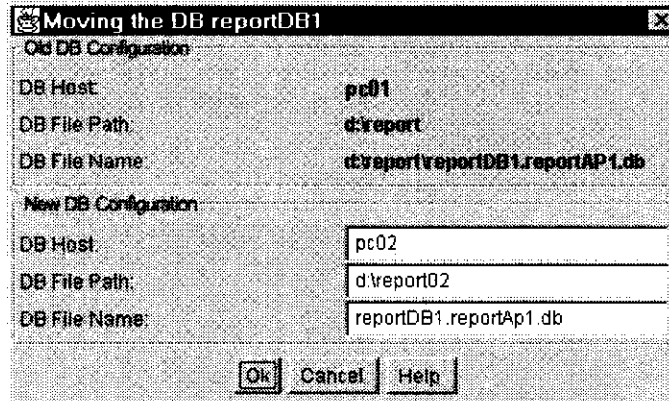 Moving the DB reportDB1
Old DB Configuration
DB Host: pc01
DB File Path: d:\report
DB File Name: d:\report\reportDB1.reportAP1.db
New DB Configuration
DB Host: pc02
DB File Path: d:\report02
DB File Name: reportDB1.reportAp1.db
Ok Cancel Help